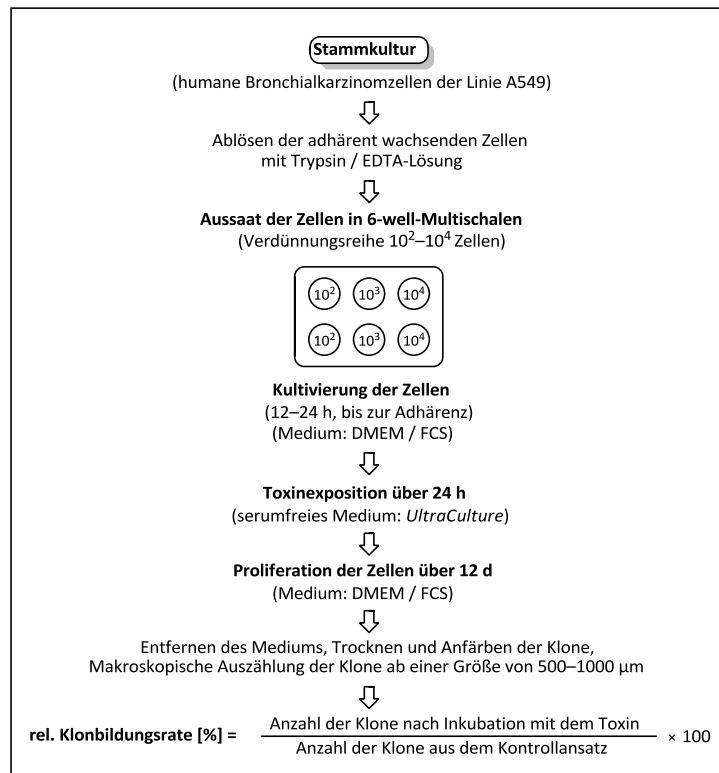 Stammkultur
(humane Bronchialkarzinomzellen der Linie A549)
Ablösen der adhärent wachsenden Zellen
mit Trypsin / EDTA-Lösung
Aussaat der Zellen in 6-well-Multischalen
(Verdünnungsreihe 10²–10⁴ Zellen)
10² 10³ 10⁴
10² 10³ 10⁴
Kultivierung der Zellen
(12–24 h, bis zur Adhärenz)
(Medium: DMEM / FCS)
Toxinexposition über 24 h
(serumfreies Medium: UltraCulture)
Proliferation der Zellen über 12 d
(Medium: DMEM / FCS)
Entfernen des Mediums, Trocknen und Anfärben der Klone,
Makroskopische Auszählung der Klone ab einer Größe von 500–1000 µm
Anzahl der Klone nach Inkubation mit dem Toxin
rel. Klonbildungsrate [%] = × 100
Anzahl der Klone aus dem Kontrollansatz